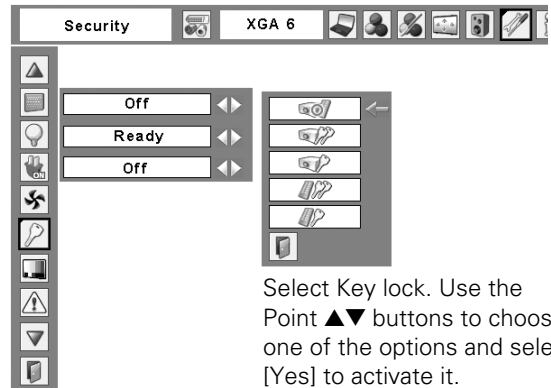 Security
XGA 6
Off
Ready
Off
ON
Select Key lock. Use the
Point ▲▼ buttons to choos
one of the options and sele
[Yes] to activate it.